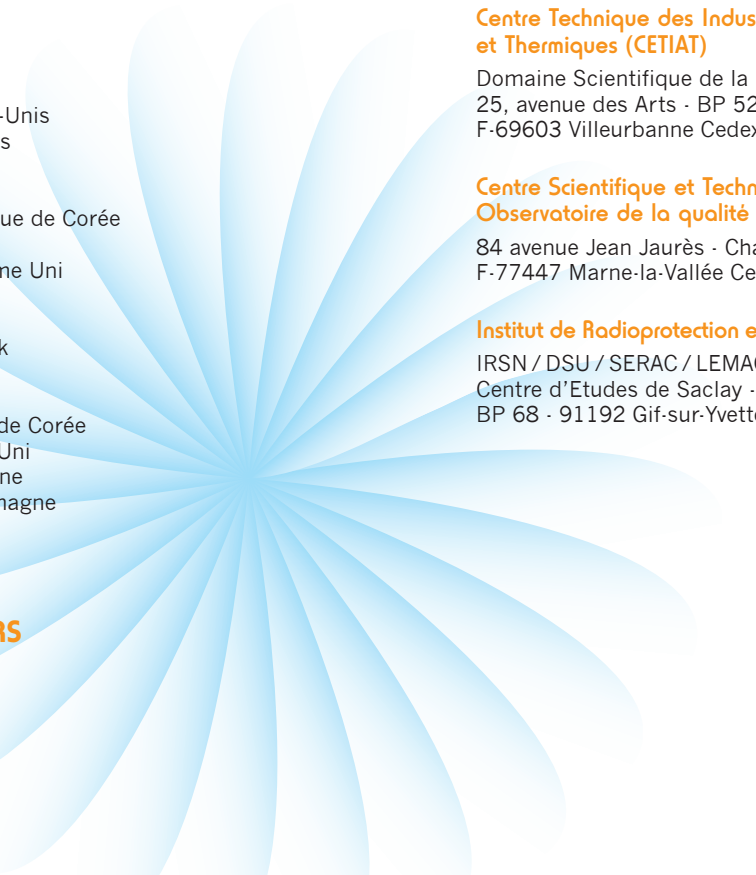 -Unis
s
ue de Corée
ne Uni
k
de Corée
Uni
ne
nagne
RS
Centre Technique des Indus
et Thermiques (CETIAT)
Domaine Scientifique de la
25, avenue des Arts - BP 52
F-69603 Villeurbanne Cedex
Centre Scientifique et Techn
Observatoire de la qualité
84 avenue Jean Jaurès - Cha
F-77447 Marne-la-Vallée Ce
Institut de Radioprotection e
IRSN / DSU / SERAC / LEMAC
Centre d’Etudes de Saclay -
BP 68 - 91192 Gif-sur-Yvette